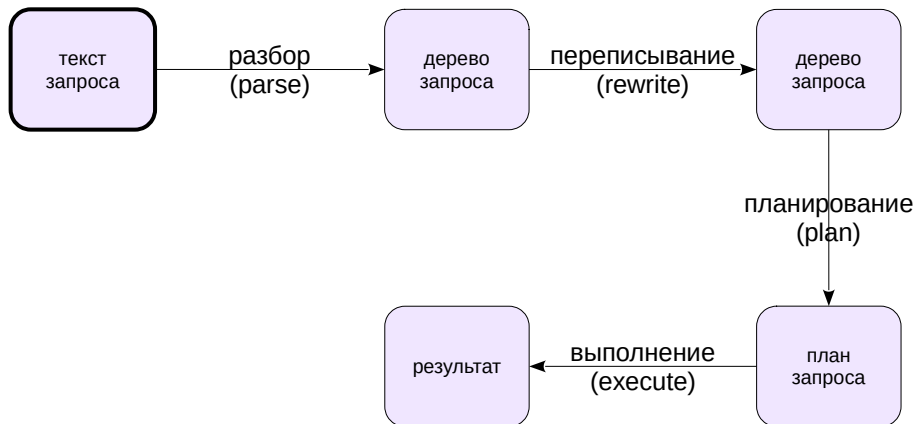 текст
запроса
разбор
(parse)
дерево
запроса
переписывание
(rewrite)
дерево
запроса
планирование
(plan)
план
запроса
выполнение
(execute)
результат